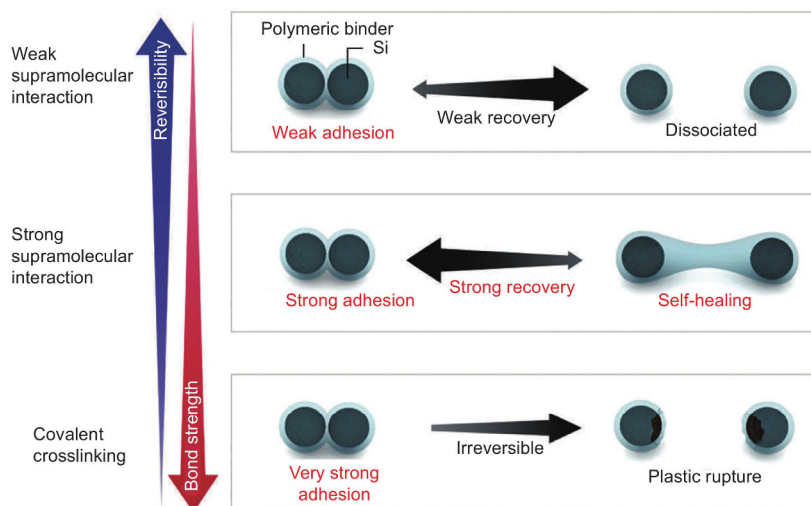 Weak
supramolecular
interaction
Reverisibility
Polymeric binder
Si
Weak adhesion
Weak recovery
Dissociated
Strong
supramolecular
interaction
Strong adhesion
Strong recovery
Self-healing
Covalent
crosslinking
Bond strength
Very strong
adhesion
Irreversible
Plastic rupture